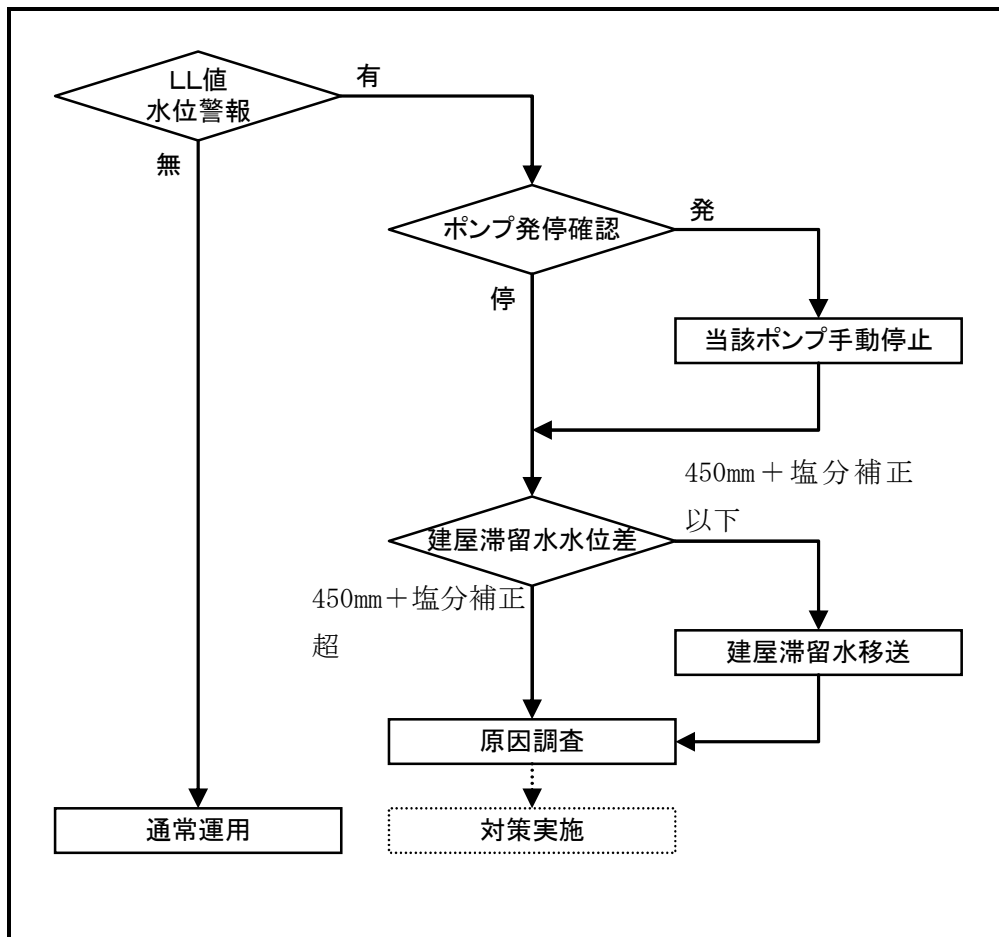 LL値
水位警報
有
無
ポンプ発停確認
発
停
当該ポンプ手動停止
450㎜＋塩分補正
以下
建屋滞留水水位差
450㎜＋塩分補正
超
建屋滞留水移送
原因調査
通常運用
対策実施